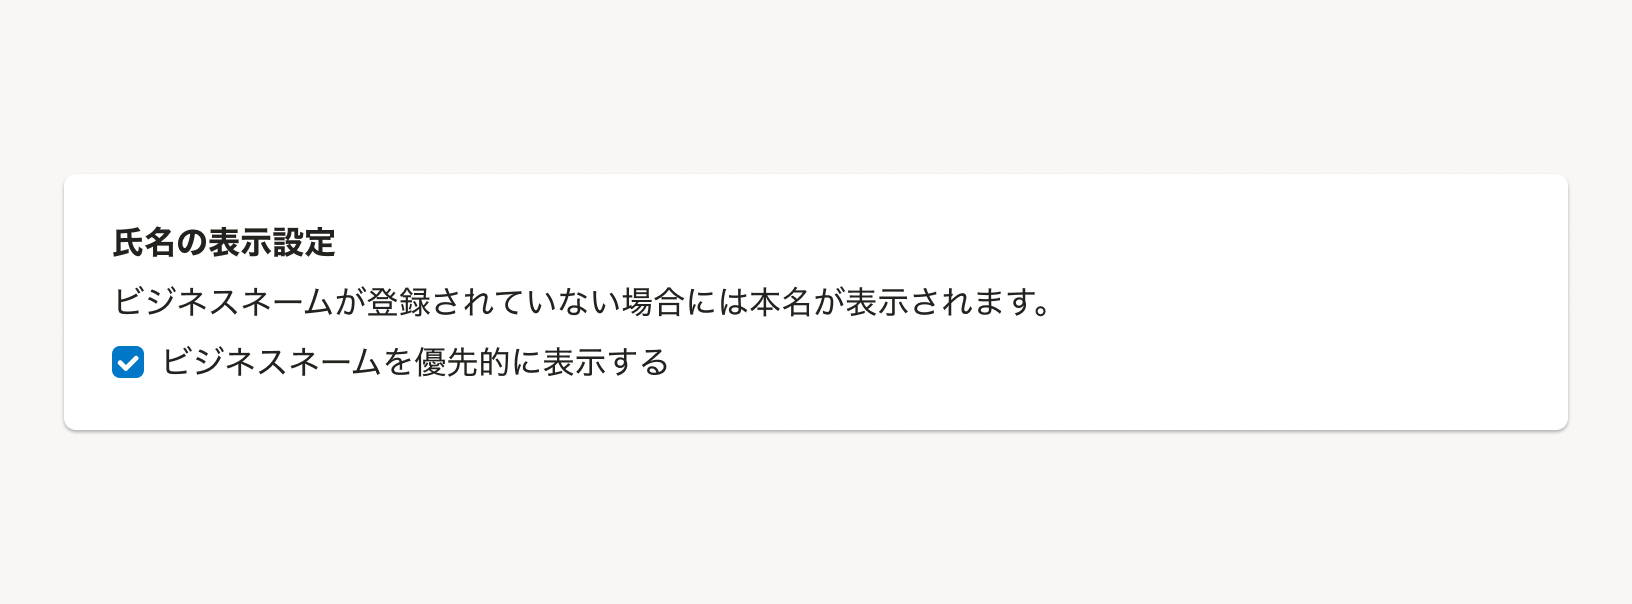 氏名の表示設定
ビジネスネームが登録されていない場合には本名が表示されます。
ビジネスネームを優先的に表示する